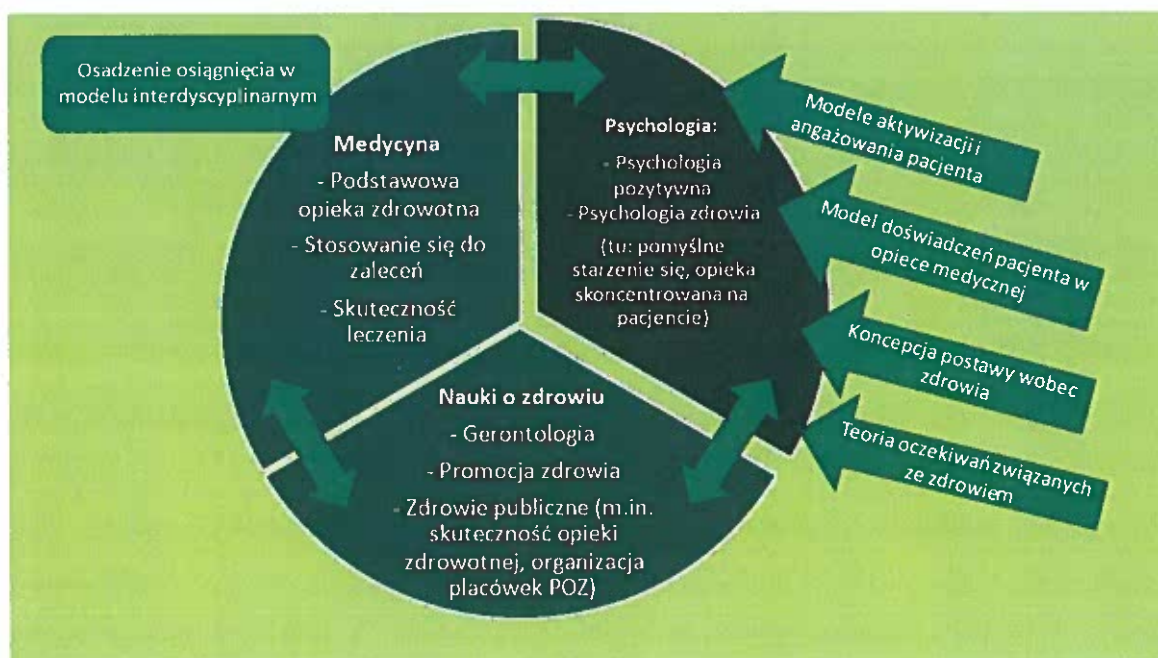 Osadzenie osiągnięcia w
modelu interdyscyplinarnym
Medycyna
- Podstawowa
opieka zdrowotna
- Stosowanie się do
zaleceń
- Skuteczność
leczenia
Psychologia:
- Psychologia
pozytywna
- Psychologia zdrowia
(tu: pomyślne
starzenie się, opieka
skoncentrowana na
pacjencie)
Nauki o zdrowiu
- Gerontologia
- Promocja zdrowia
- Zdrowie publiczne (m.in.
skuteczność opieki
zdrowotnej, organizacja
placówek POZ)
Modele aktywizacji i
angażowania pacjenta
Model doświadczeń pacjenta w
opiece medycznej
Koncepcja postawy wobec
zdrowia
Teoria oczekiwań związanych
ze zdrowiem